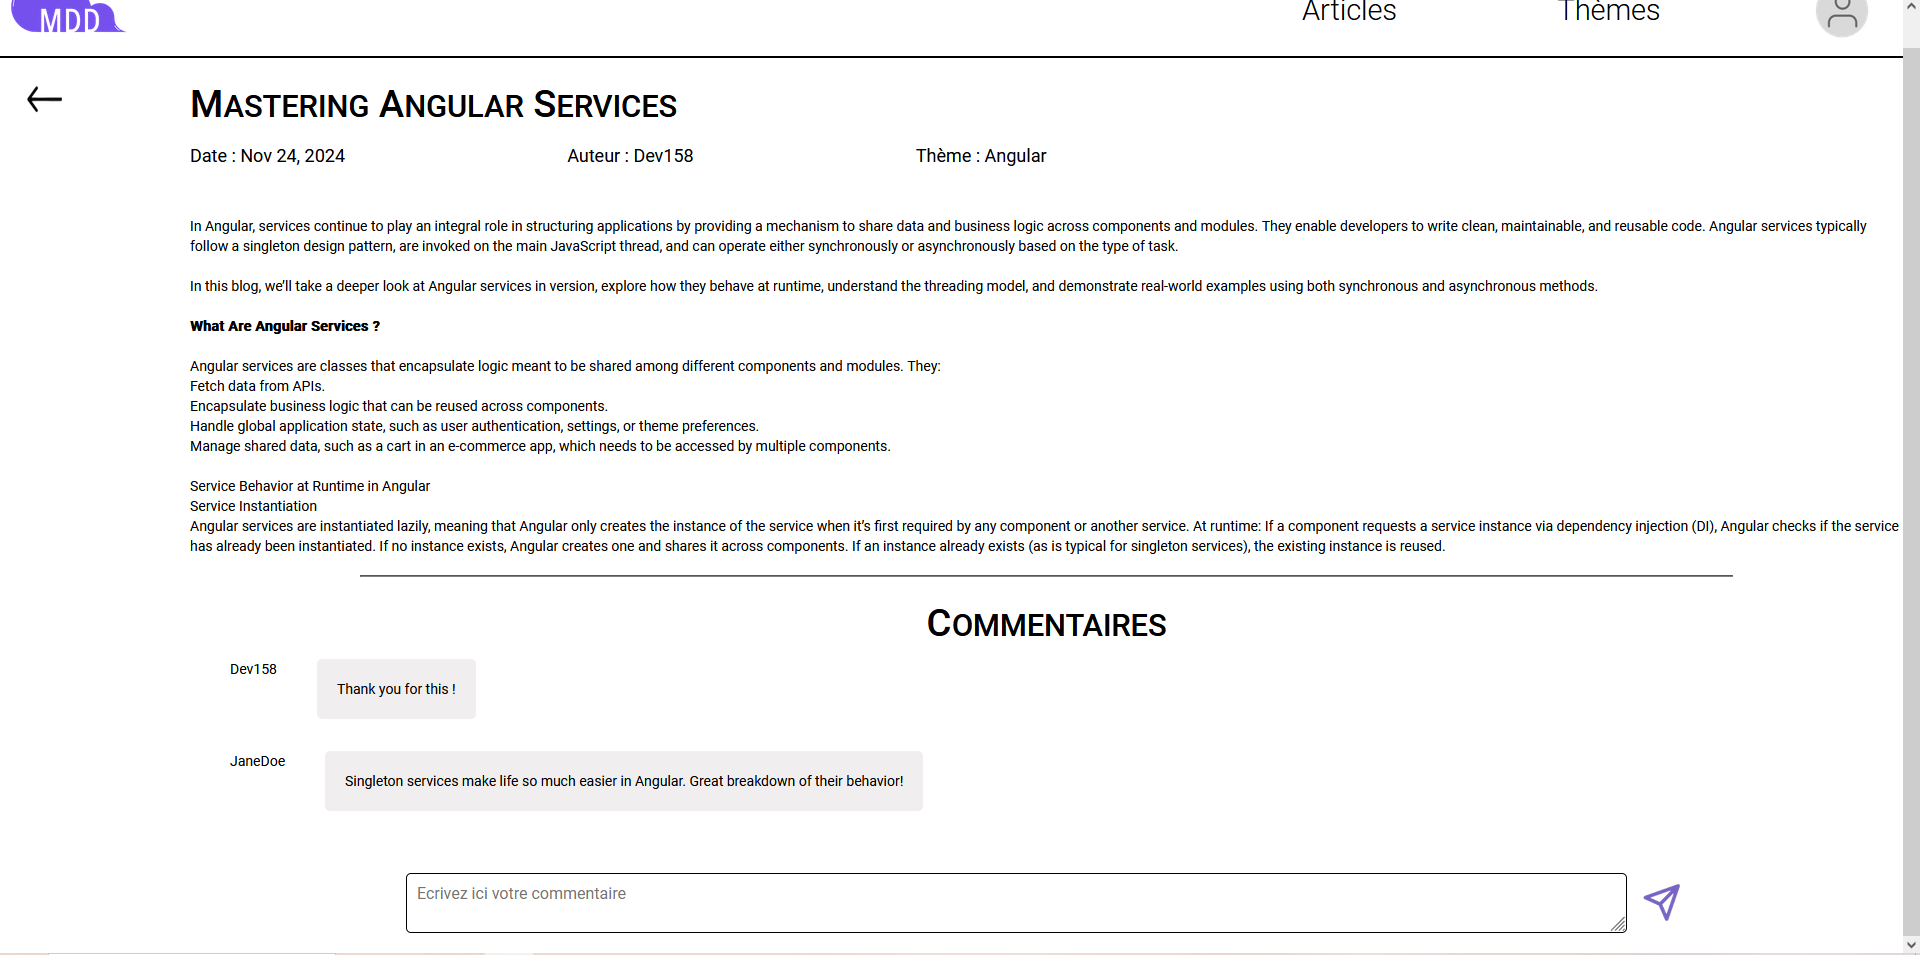 MDD
Articles
Thèmes
Mastering Angular Services
Date : Nov 24, 2024
Auteur : Dev158
Thème : Angular
In Angular, services continue to play an integral role in structuring applications by providing a mechanism to share data and business logic across components and modules. They enable developers to write clean, maintainable, and reusable code. Angular services typically
follow a singleton design pattern, are invoked on the main JavaScript thread, and can operate either synchronously or asynchronously based on the type of task.
In this blog, we’ll take a deeper look at Angular services in version, explore how they behave at runtime, understand the threading model, and demonstrate real-world examples using both synchronous and asynchronous methods.
What Are Angular Services ?
Angular services are classes that encapsulate logic meant to be shared among different components and modules. They:
Fetch data from APIs.
Encapsulate business logic that can be reused across components.
Handle global application state, such as user authentication, settings, or theme preferences.
Manage shared data, such as a cart in an e-commerce app, which needs to be accessed by multiple components.
Service Behavior at Runtime in Angular
Service Instantiation
Angular services are instantiated lazily, meaning that Angular only creates the instance of the service when it’s first required by any component or another service. At runtime: If a component requests a service instance via dependency injection (DI), Angular checks if the service
has already been instantiated. If no instance exists, Angular creates one and shares it across components. If an instance already exists (as is typical for singleton services), the existing instance is reused.
Commentaires
Dev158
Thank you for this !
JaneDoe
Singleton services make life so much easier in Angular. Great breakdown of their behavior!
Ecrivez ici votre commentaire